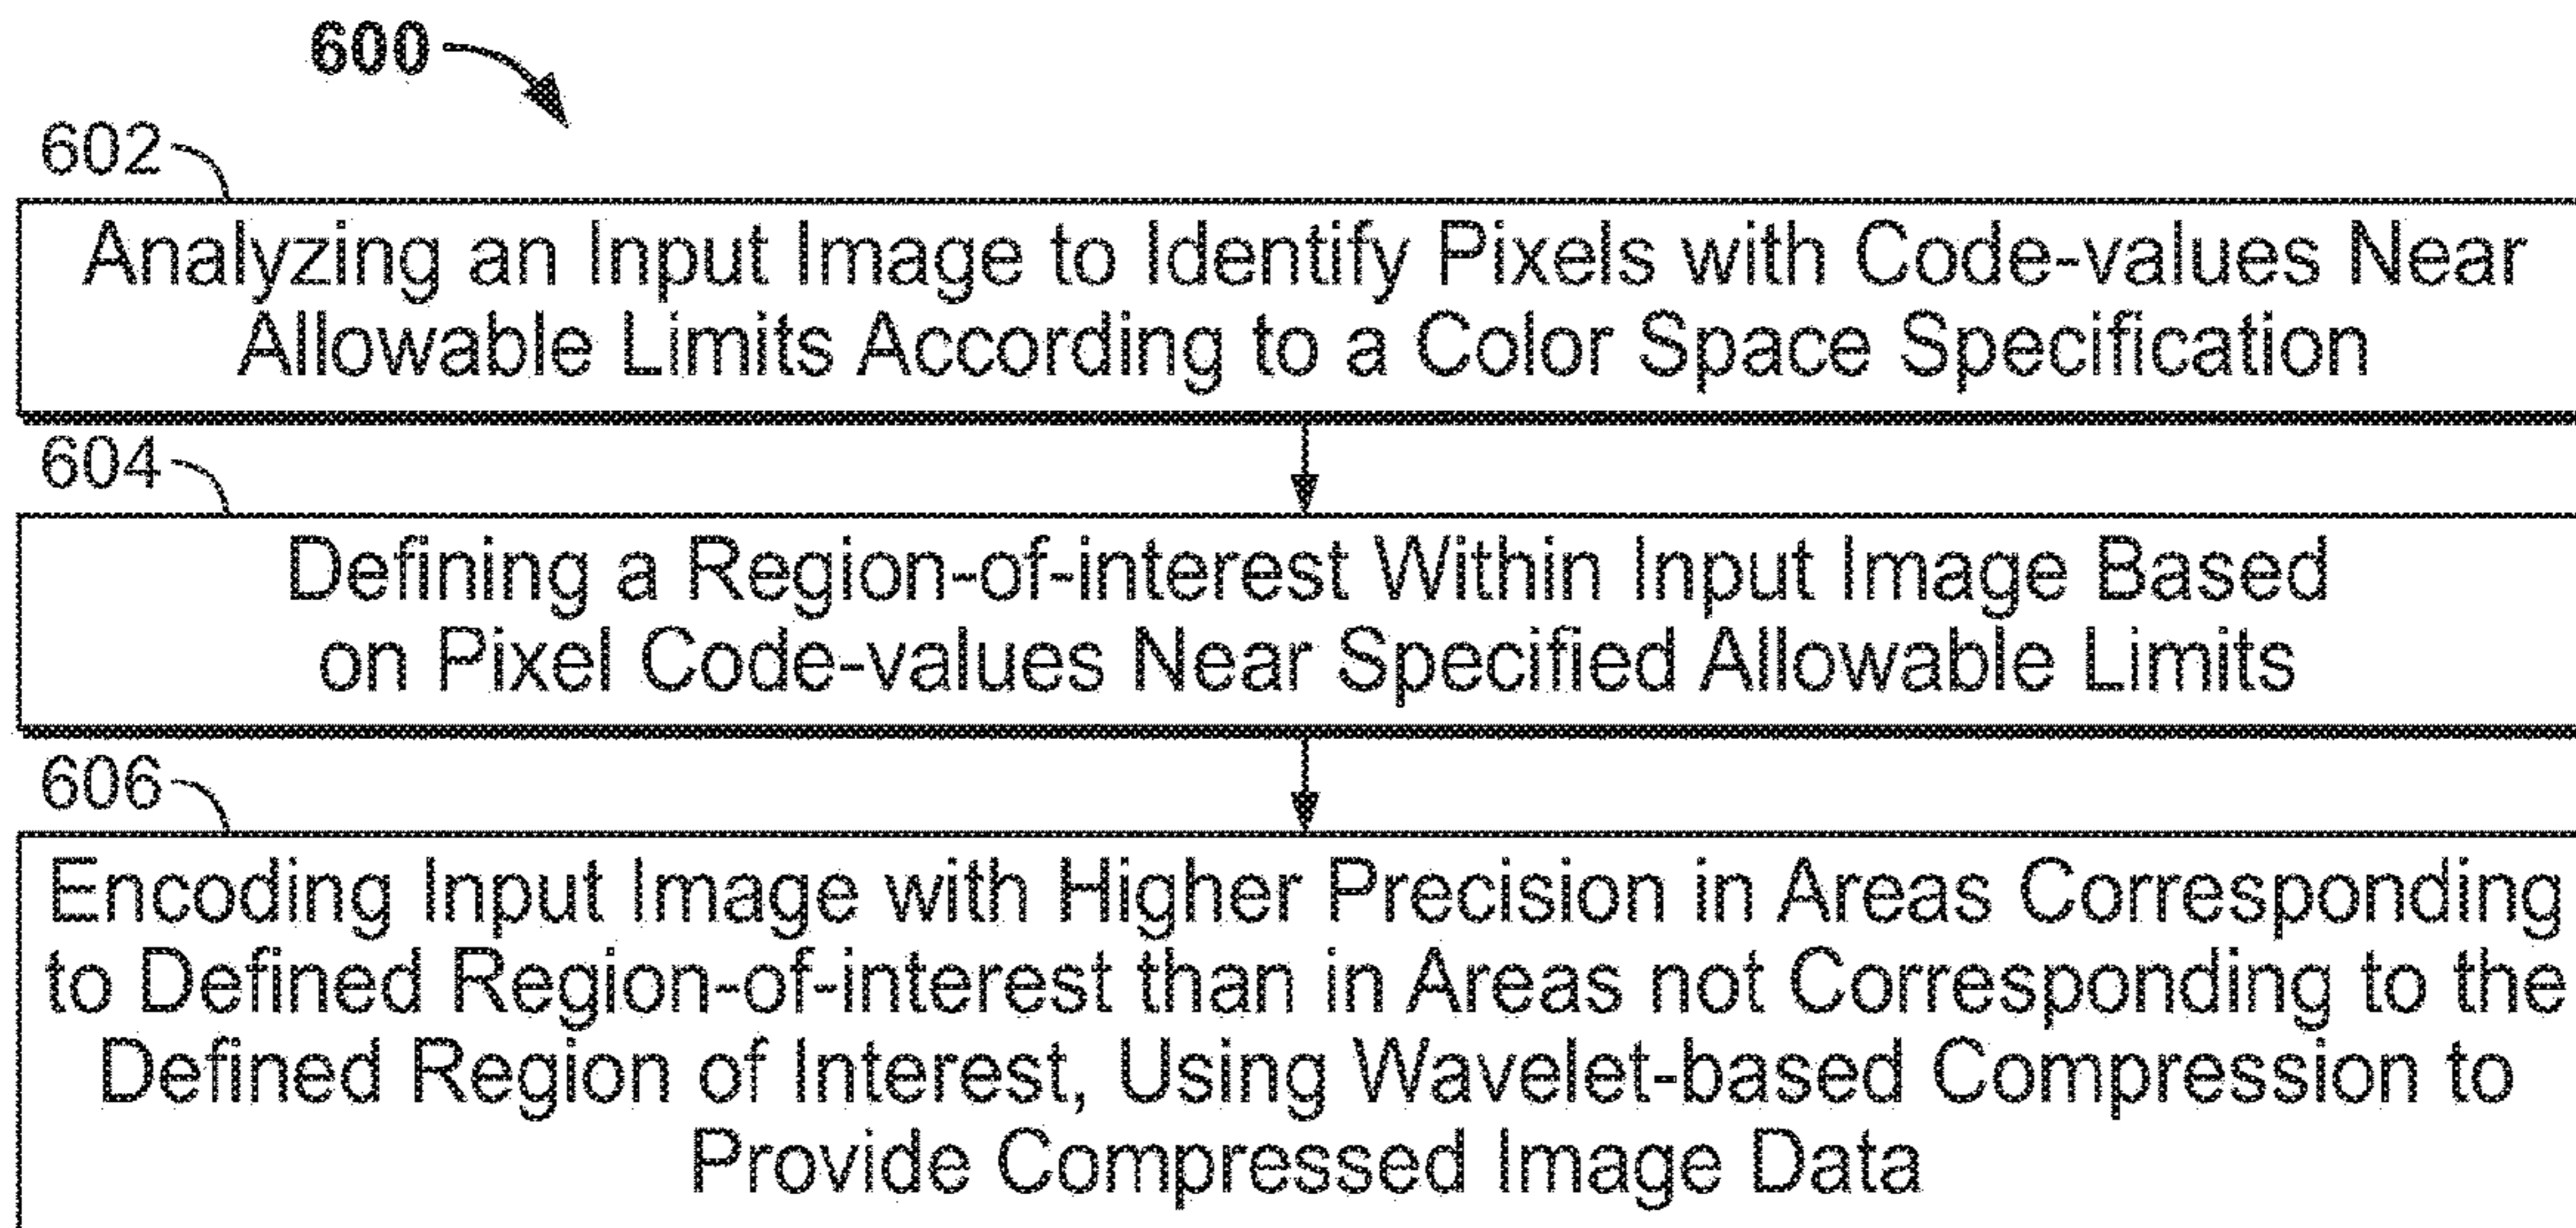 600
602
Analyzing an Input Image to Identify Pixels with Code-values Near
Allowable Limits According to a Color Space Specification
604
Defining a Region-of-interest Within Input Image Based
on Pixel Code-values Near Specified Allowable Limits
606
Encoding Input Image with Higher Precision in Areas Corresponding
to Defined Region-of-interest than in Areas not Corresponding to the
Defined Region of Interest, Using Wavelet-based Compression to
Provide Compressed Image Data